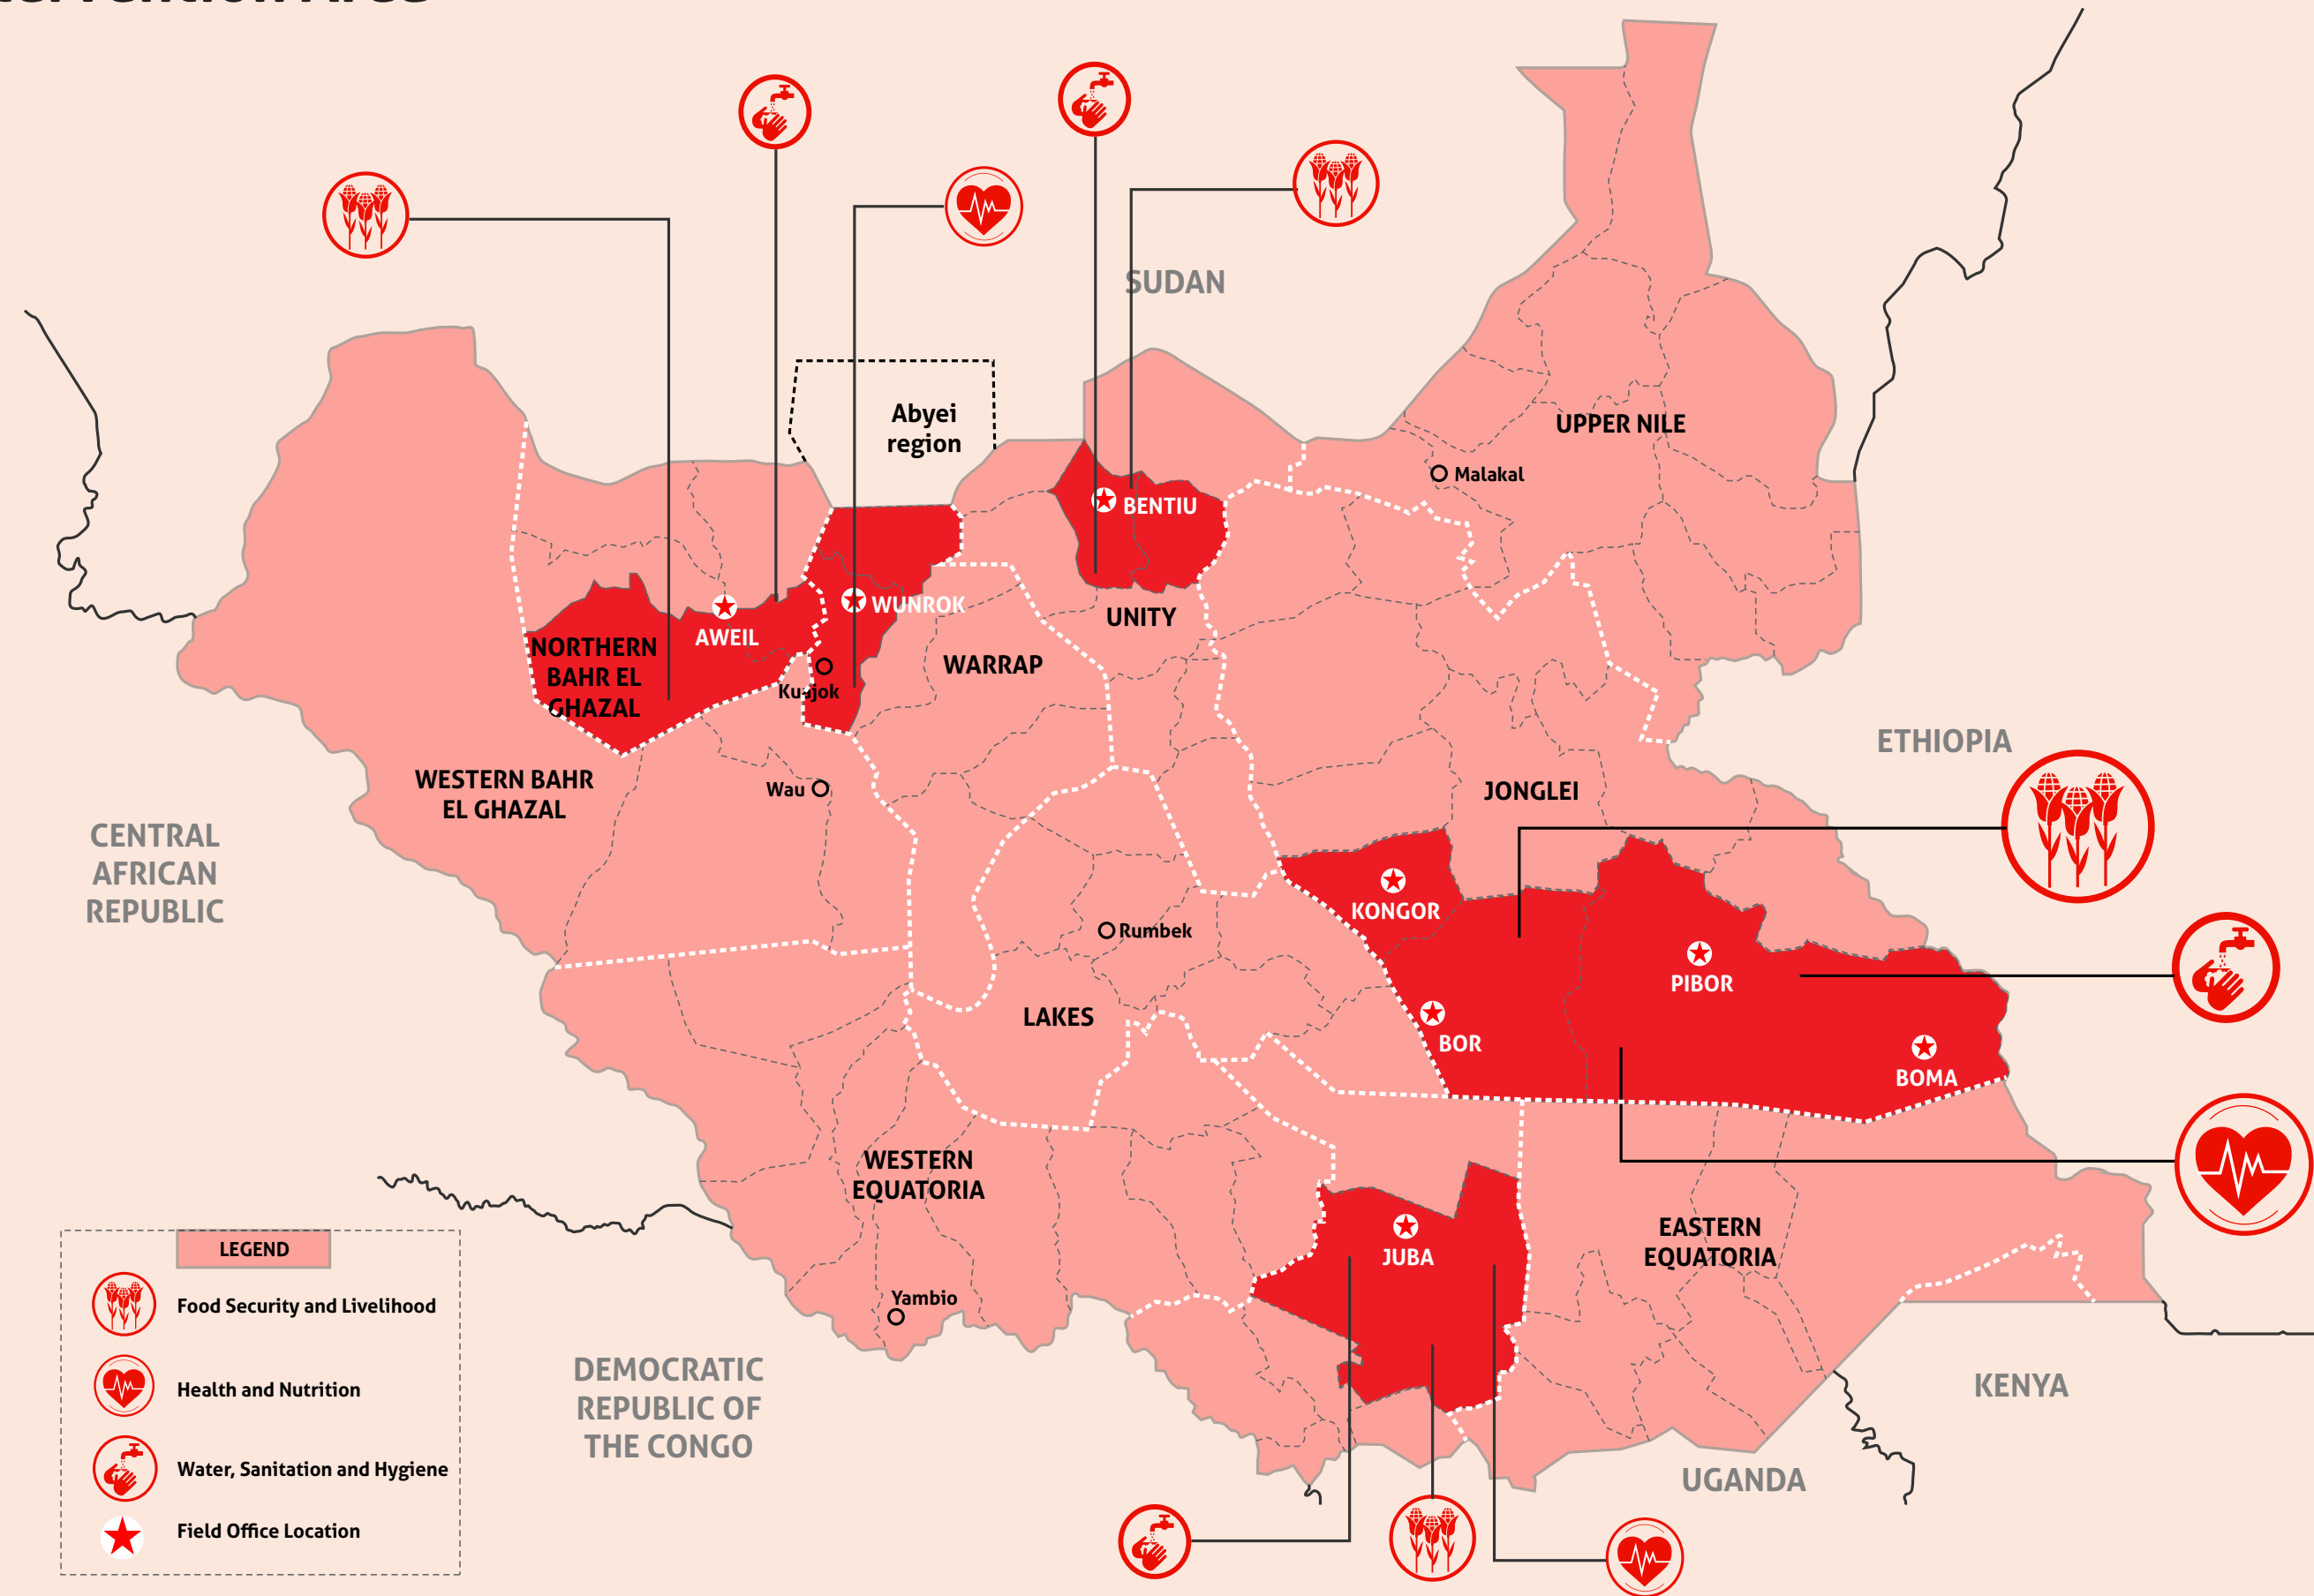 SUDAN
Abyei
region
UPPER NILE
Malakal
BENTIU
WUNROK
AWEIL
UNITY
NORTHERN
BAHR EL
GHAZAL
WARRAP
Kuajok
ETHIOPIA
WESTERN BAHR
EL GHAZAL
Wau
JONGLEI
CENTRAL
AFRICAN
REPUBLIC
KONGOR
Rumbek
PIBOR
LAKES
BOR
BOMA
WESTERN
EQUATORIA
EASTERN
EQUATORIA
JUBA
Yambio
DEMOCRATIC
REPUBLIC OF
THE CONGO
KENYA
UGANDA
LEGEND
Food Security and Livelihood
Health and Nutrition
Water, Sanitation and Hygiene
Field Office Location